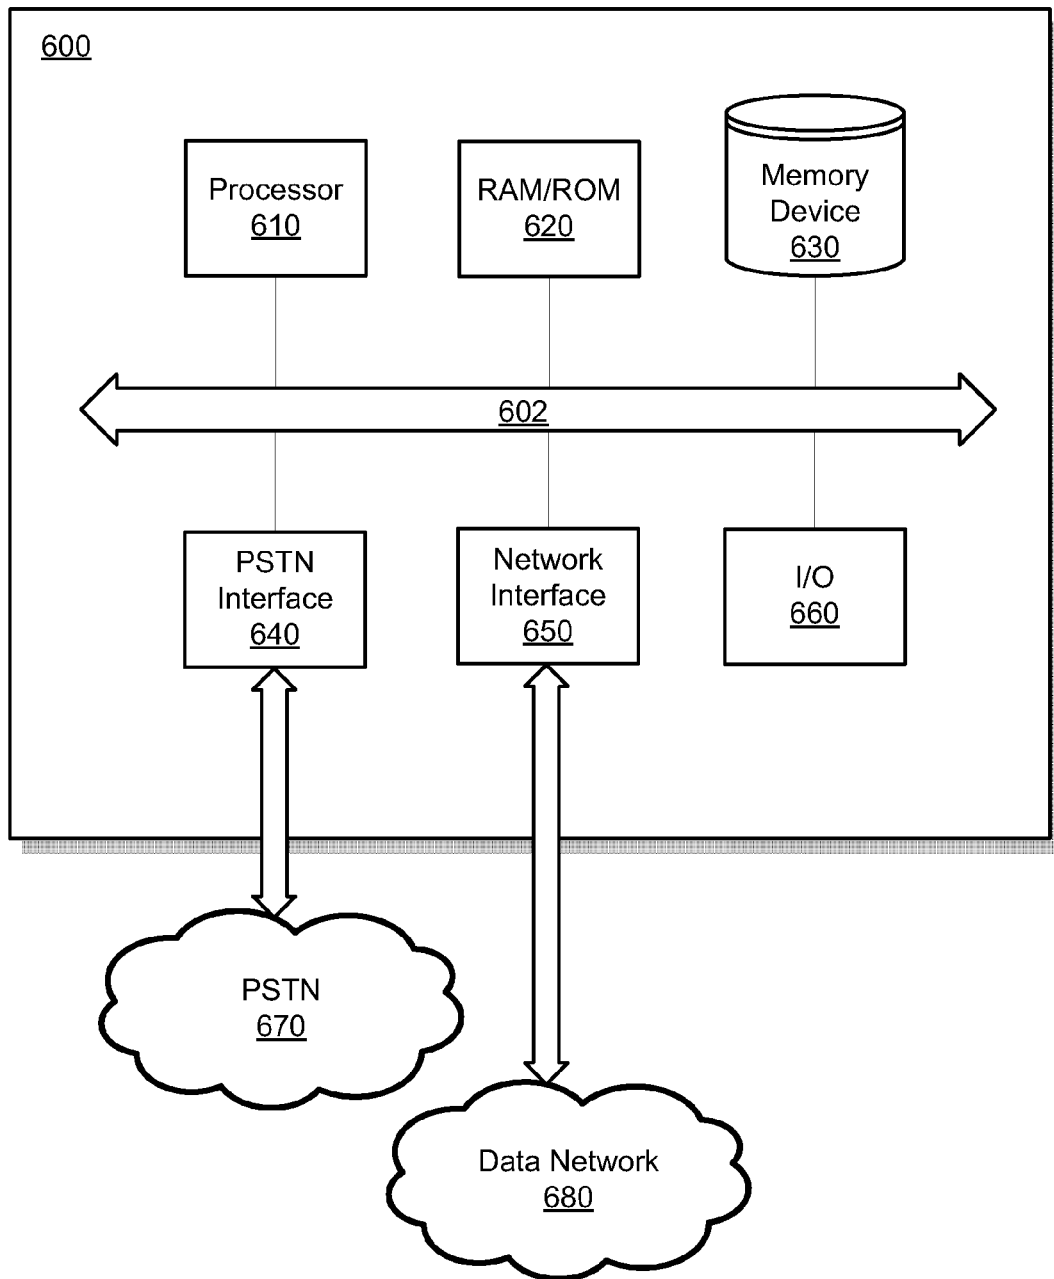 600
Processor
610
RAM/ROM
620
Memory
Device
630
602
PSTN
Interface
640
Network
Interface
650
I/O
660
PSTN
670
Data Network
680